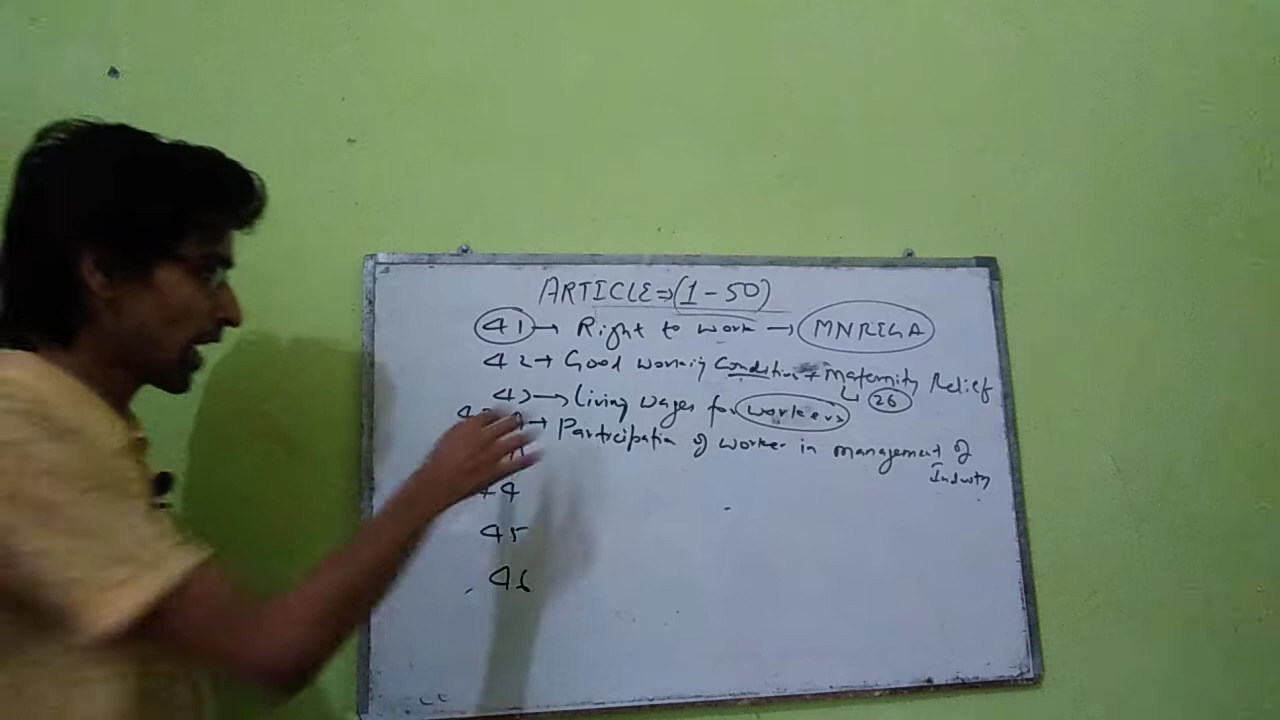 ARTICLE⇒(1-50)
41→ Right to work → MNREGA
42→ Good working Condition + Maternity Relief
26
43→ Living wages for workers
→ Participation of worker in management of
Industry
44
45
46